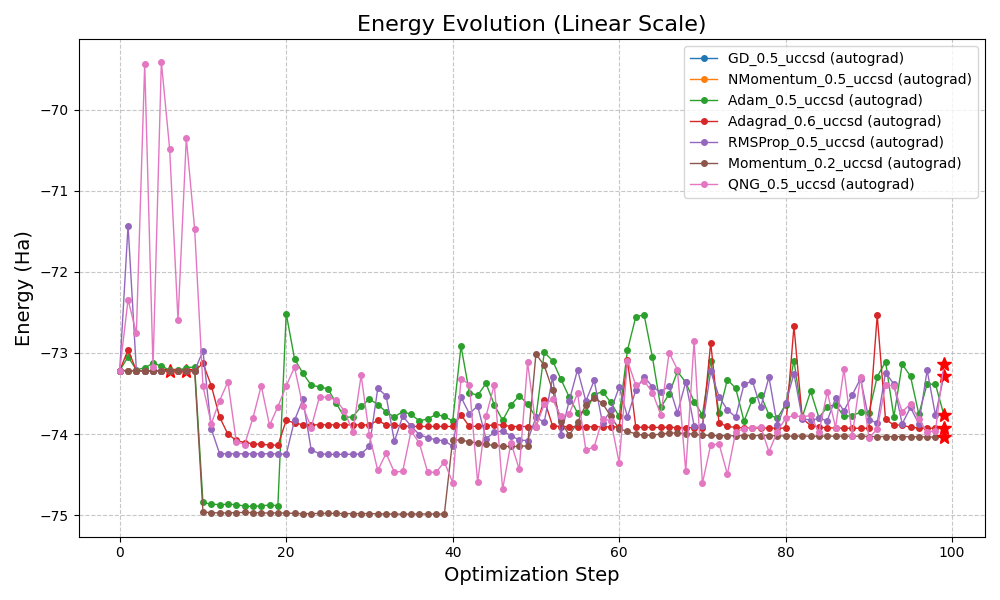 Energy Evolution (Linear Scale)
GD_0.5_uccsd (autograd)
NMomentum_0.5_uccsd (autograd)
Adam_0.5_uccsd (autograd)
Adagrad_0.6_uccsd (autograd)
RMSProp_0.5_uccsd (autograd)
Momentum_0.2_uccsd (autograd)
QNG_0.5_uccsd (autograd)
Energy (Ha)
−70
−71
−72
−73
−74
−75
0
20
40
60
80
100
Optimization Step